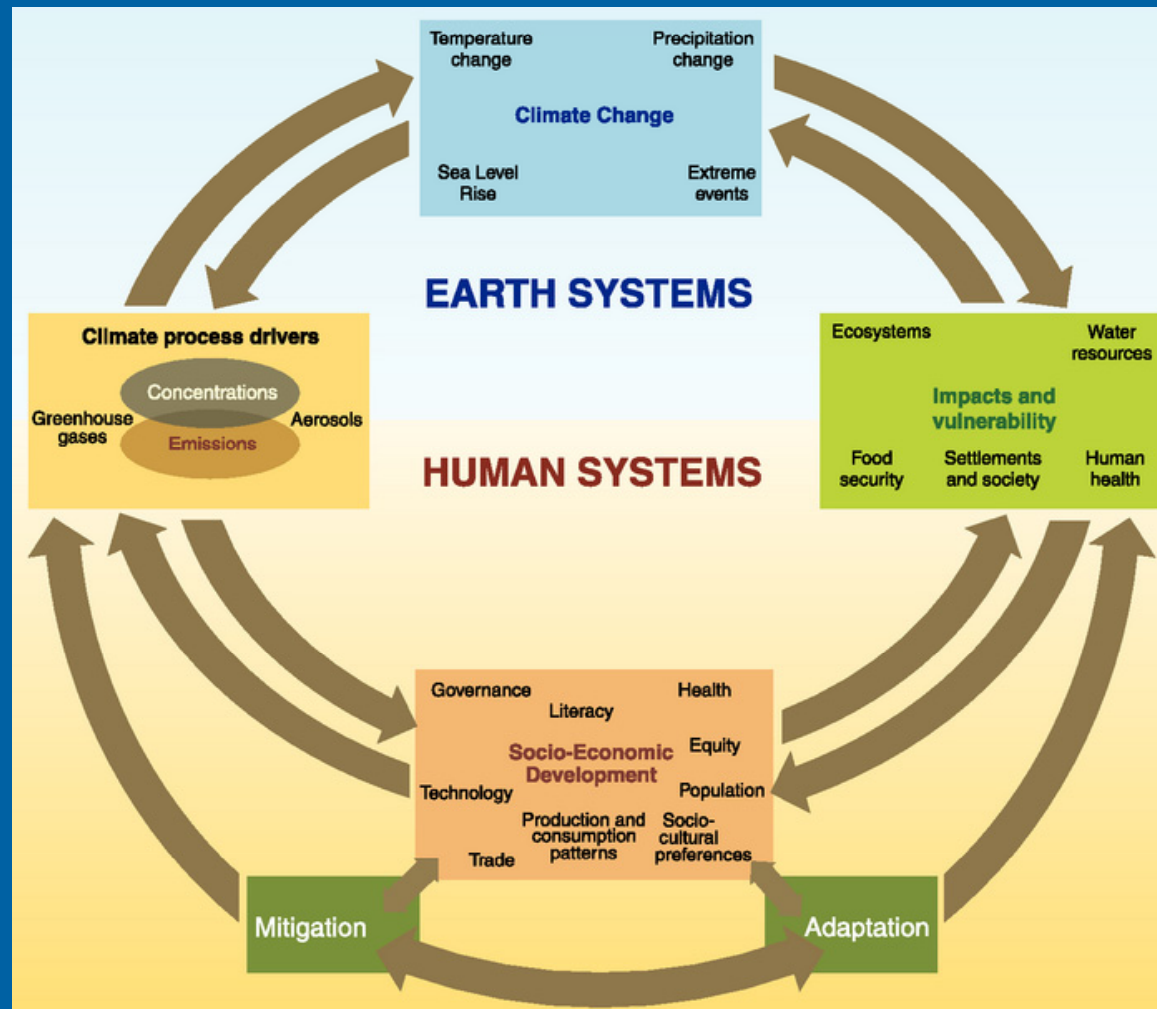 Temperature
change
Precipitation
change
Climate Change
Sea Level
Rise
Extreme
events
EARTH SYSTEMS
Climate process drivers
Concentrations
Greenhouse
gases
Aerosols
Emissions
Ecosystems
Water
resources
Impacts and
vulnerability
Food
security
Settlements
and society
Human
health
HUMAN SYSTEMS
Governance
Literacy
Health
Socio-Economic
Development
Equity
Technology
Population
Production and
consumption
patterns
Socio-
cultural
preferences
Trade
Mitigation
Adaptation